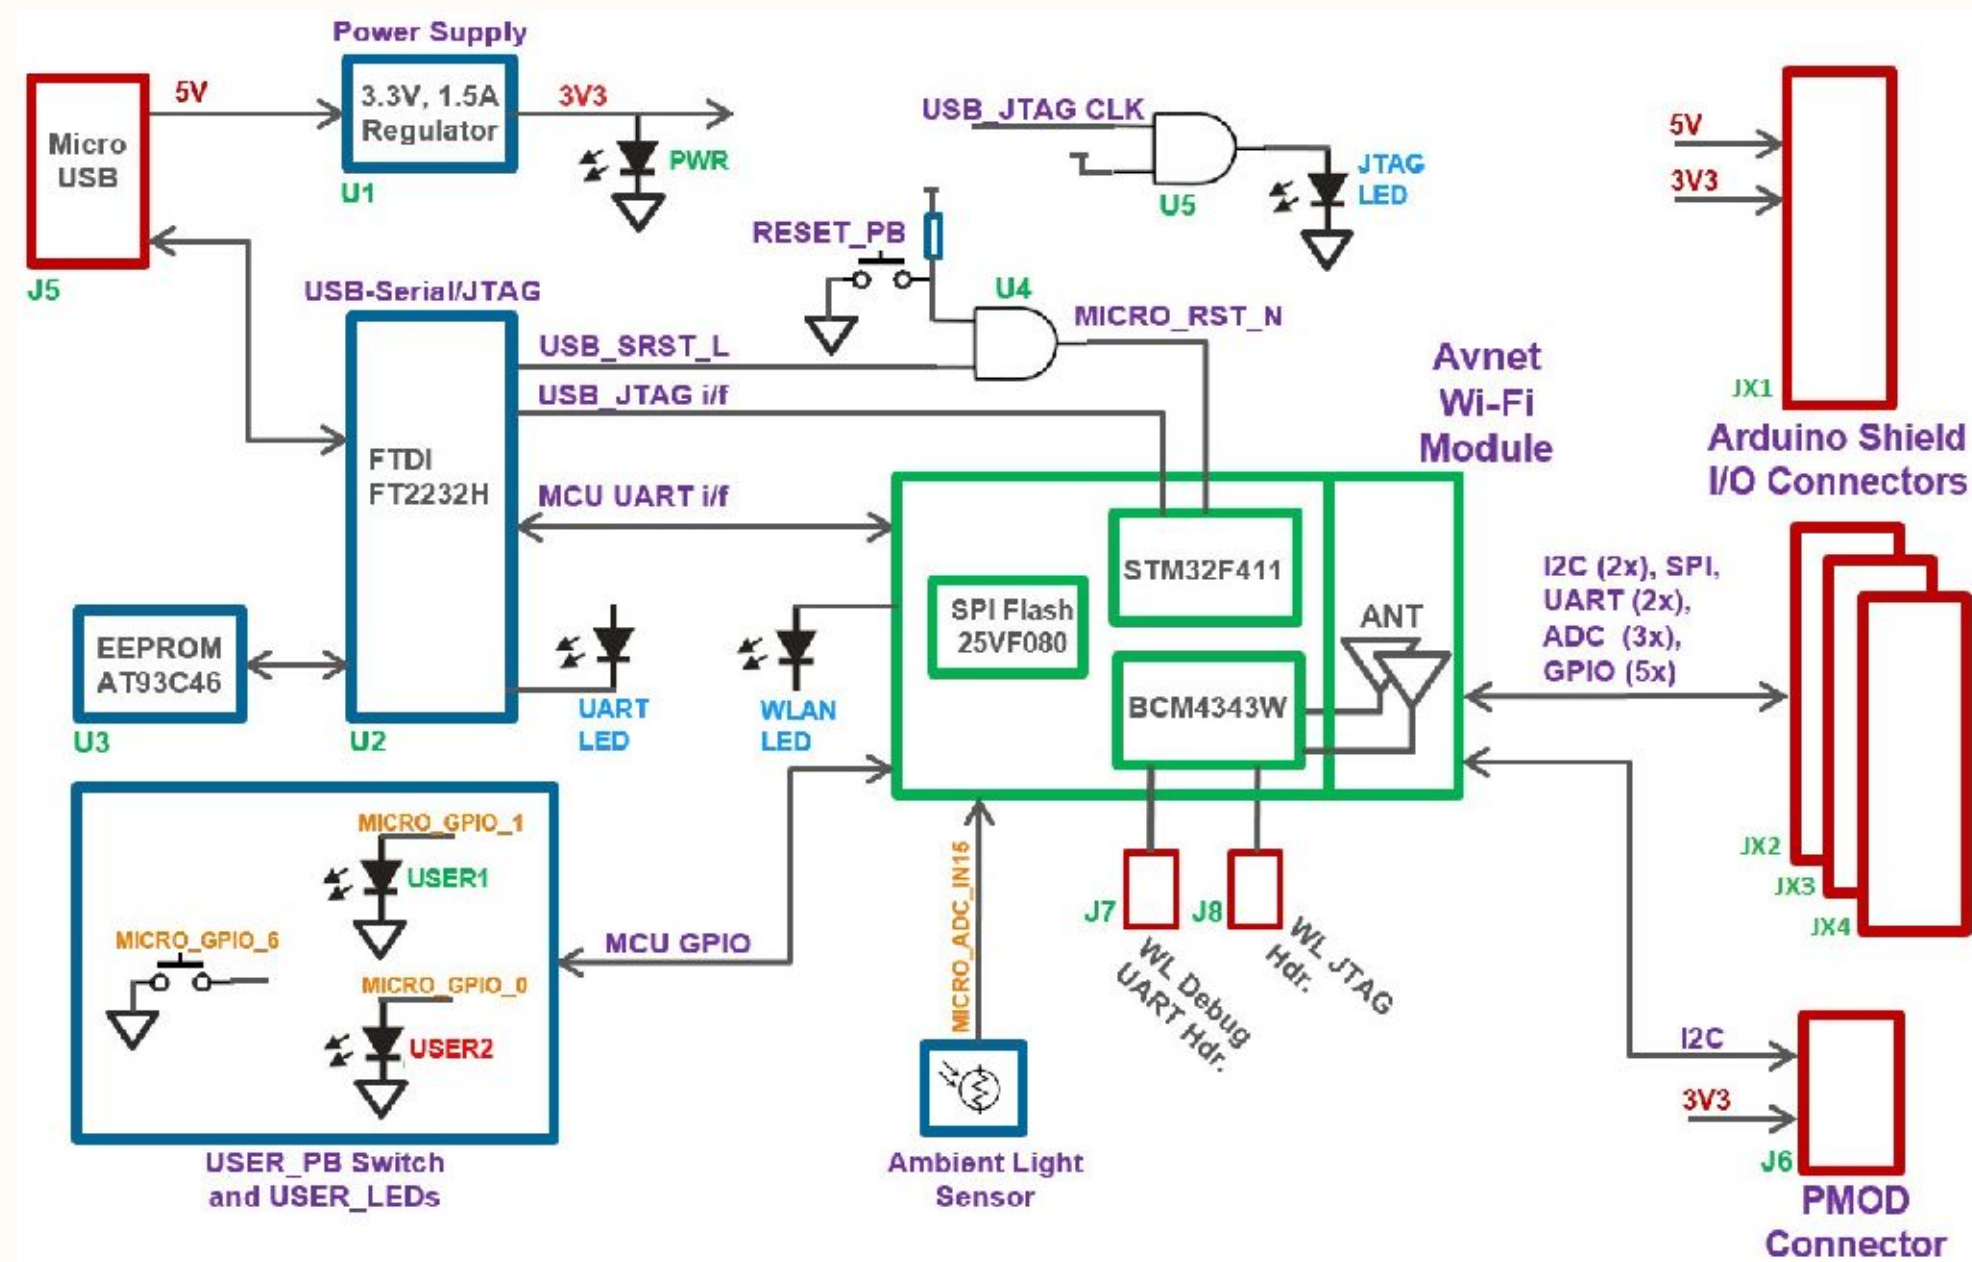 Power Supply
5V
3.3V, 1.5A
Regulator
3V3
Micro
USB
PWR
U1
J5
USB_JTAG CLK
U5
JTAG
LED
5V
3V3
JX1
Arduino Shield
I/O Connectors
RESET_PB
U4
MICRO_RST_N
USB-Serial/JTAG
USB_SRST_L
USB_JTAG i/f
FTDI
FT2232H
MCU UART i/f
Avnet
Wi-Fi
Module
STM32F411
SPI Flash
25VF080
ANT
BCM4343W
I2C (2x), SPI,
UART (2x),
ADC (3x),
GPIO (5x)
JX2
JX3
JX4
EEPROM
AT93C46
U3
U2
UART
LED
WLAN
LED
MICRO_GPIO_1
USER1
MICRO_GPIO_6
MICRO_GPIO_0
USER2
MCU GPIO
USER_PB Switch
and USER_LEDs
MICRO_ADC_IN15
Ambient Light
Sensor
J7
WL Debug
UART Hdr.
J8
WL JTAG
Hdr.
I2C
3V3
J6
PMOD
Connector